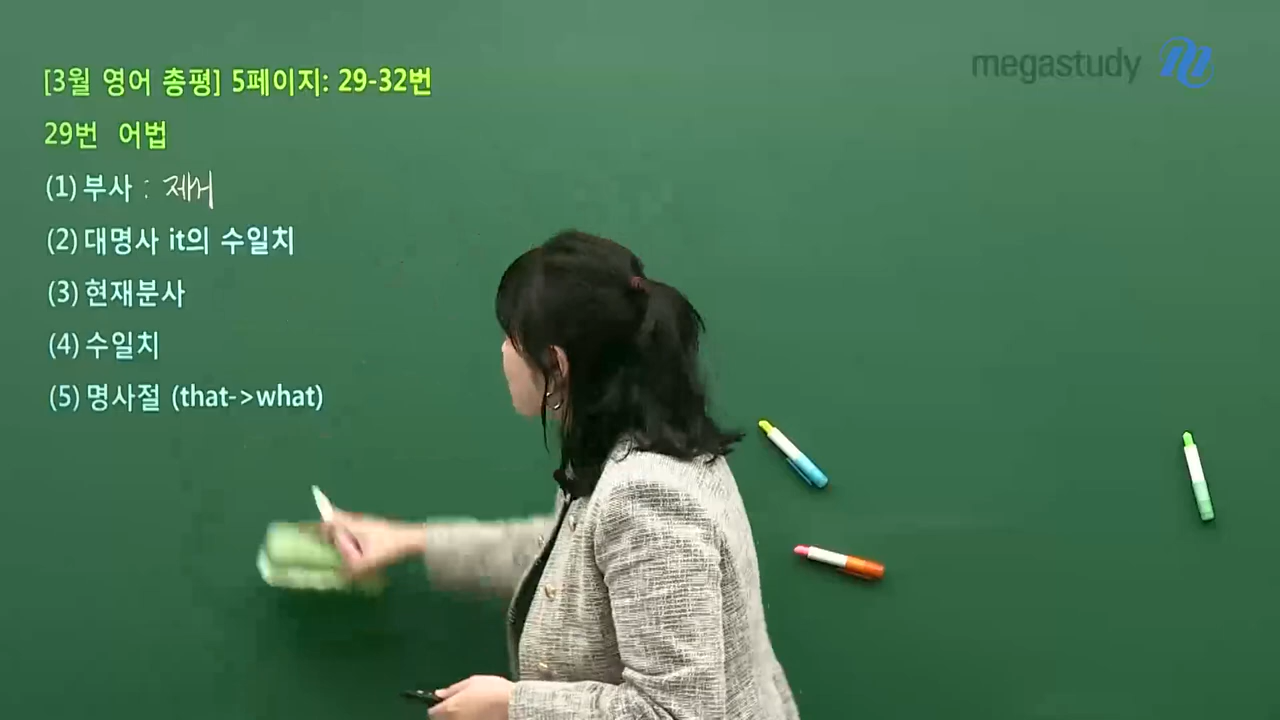 megastudy
[3월 영어 총평] 5페이지: 29-32번
29번 어법
(1) 부사 : 제거
(2) 대명사 it의 수일치
(3) 현재분사
(4) 수일치
(5) 명사절 (that->what)